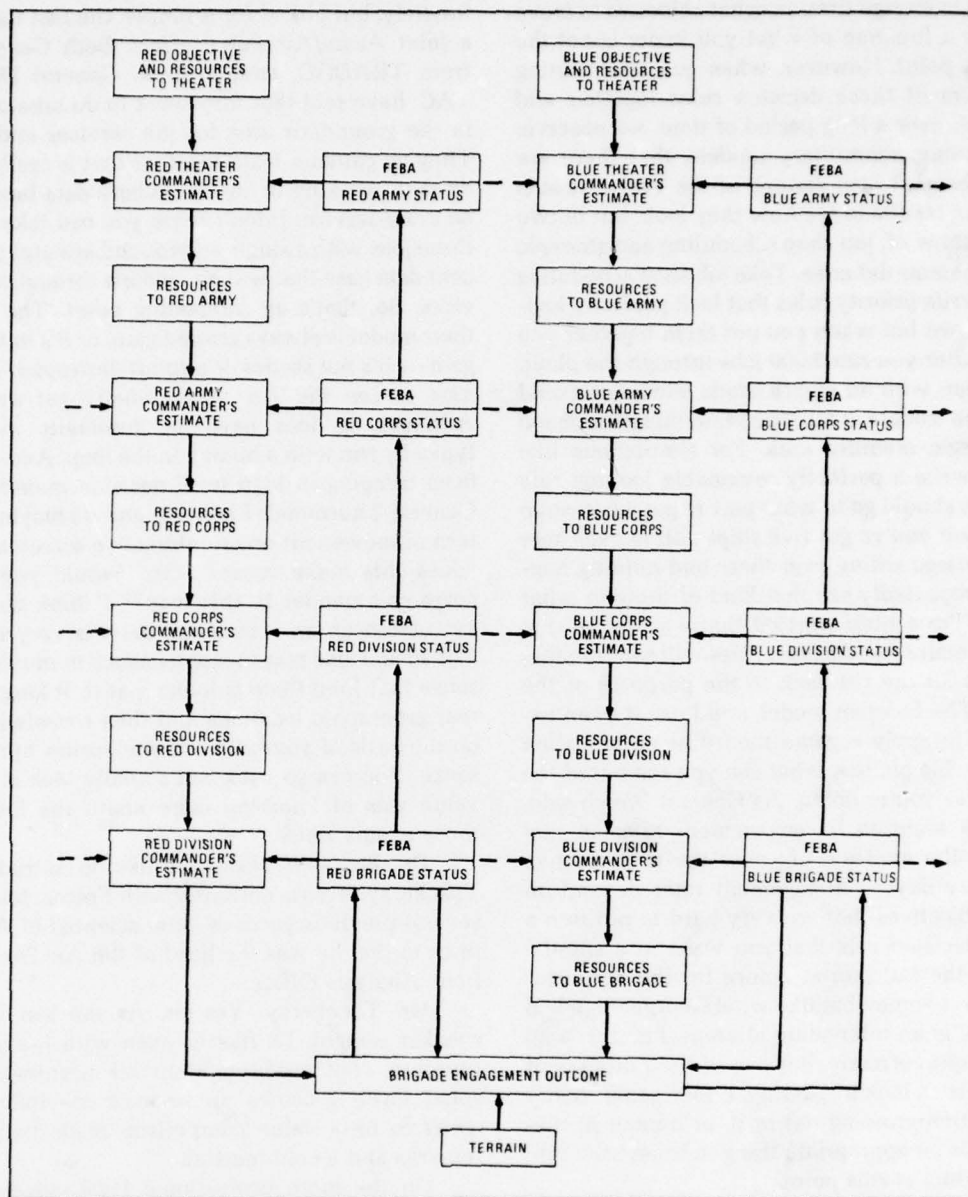 RED OBJECTIVE
AND RESOURCES
TO THEATER
BLUE OBJECTIVE
AND RESOURCES
TO THEATER
RED THEATER
COMMANDER'S
ESTIMATE
FEBA
RED ARMY STATUS
BLUE THEATER
COMMANDER'S
ESTIMATE
FEBA
BLUE ARMY STATUS
RESOURCES
TO RED ARMY
RESOURCES
TO BLUE ARMY
RED ARMY
COMMANDER'S
ESTIMATE
FEBA
RED CORPS STATUS
BLUE ARMY
COMMANDER'S
ESTIMATE
FEBA
BLUE CORPS STATUS
RESOURCES
TO RED CORPS
RESOURCES
TO BLUE CORPS
RED CORPS
COMMANDER'S
ESTIMATE
FEBA
RED DIVISION STATUS
BLUE CORPS
COMMANDER'S
ESTIMATE
FEBA
BLUE DIVISION STATUS
RESOURCES
TO RED DIVISION
RESOURCES
TO BLUE DIVISION
RED DIVISION
COMMANDER'S
ESTIMATE
FEBA
RED BRIGADE STATUS
BLUE DIVISION
COMMANDER'S
ESTIMATE
FEBA
BLUE BRIGADE STATUS
RESOURCES
TO BLUE BRIGADE
BRIGADE ENGAGEMENT OUTCOME
TERRAIN